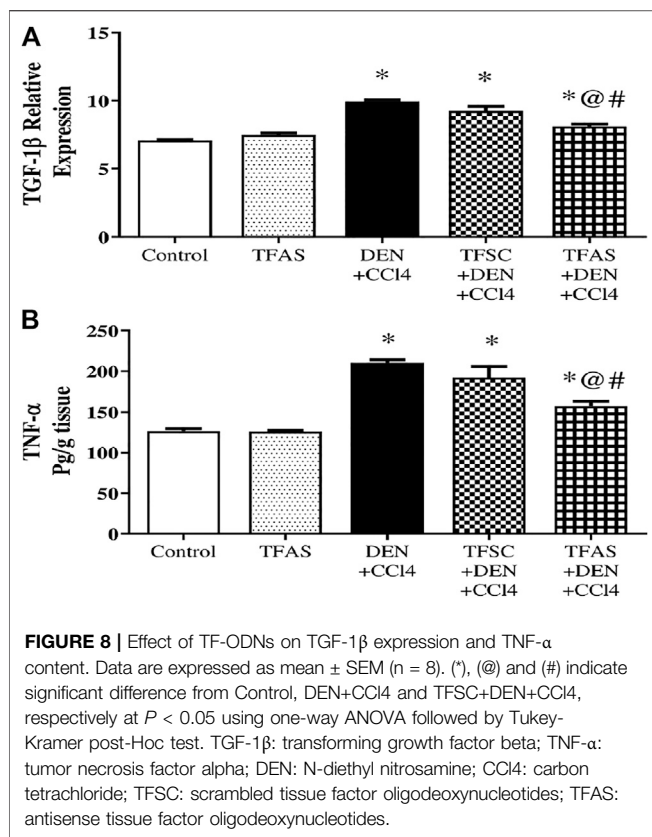 A
TGF-1β Relative
Expression
15
10
5
0
* * * @ #
Control TFAS DEN TFSC TFAS
+CCl4 +DEN +DEN
+CCl4 +CCl4
B
TNF-α
Pg/g tissue
250
200
150
100
50
0
* * * @ #
Control TFAS DEN TFSC TFAS
+CCl4 +DEN +DEN
+CCl4 +CCl4
FIGURE 8 | Effect of TF-ODNs on TGF-1β expression and TNF-α
content. Data are expressed as mean ± SEM (n = 8). (*), (@) and (#) indicate
significant difference from Control, DEN+CCl4 and TFSC+DEN+CCl4,
respectively at P < 0.05 using one-way ANOVA followed by Tukey-
Kramer post-Hoc test. TGF-1β: transforming growth factor beta; TNF-α:
tumor necrosis factor alpha; DEN: N-diethyl nitrosamine; CCl4: carbon
tetrachloride; TFSC: scrambled tissue factor oligodeoxynucleotides; TFAS:
antisense tissue factor oligodeoxynucleotides.